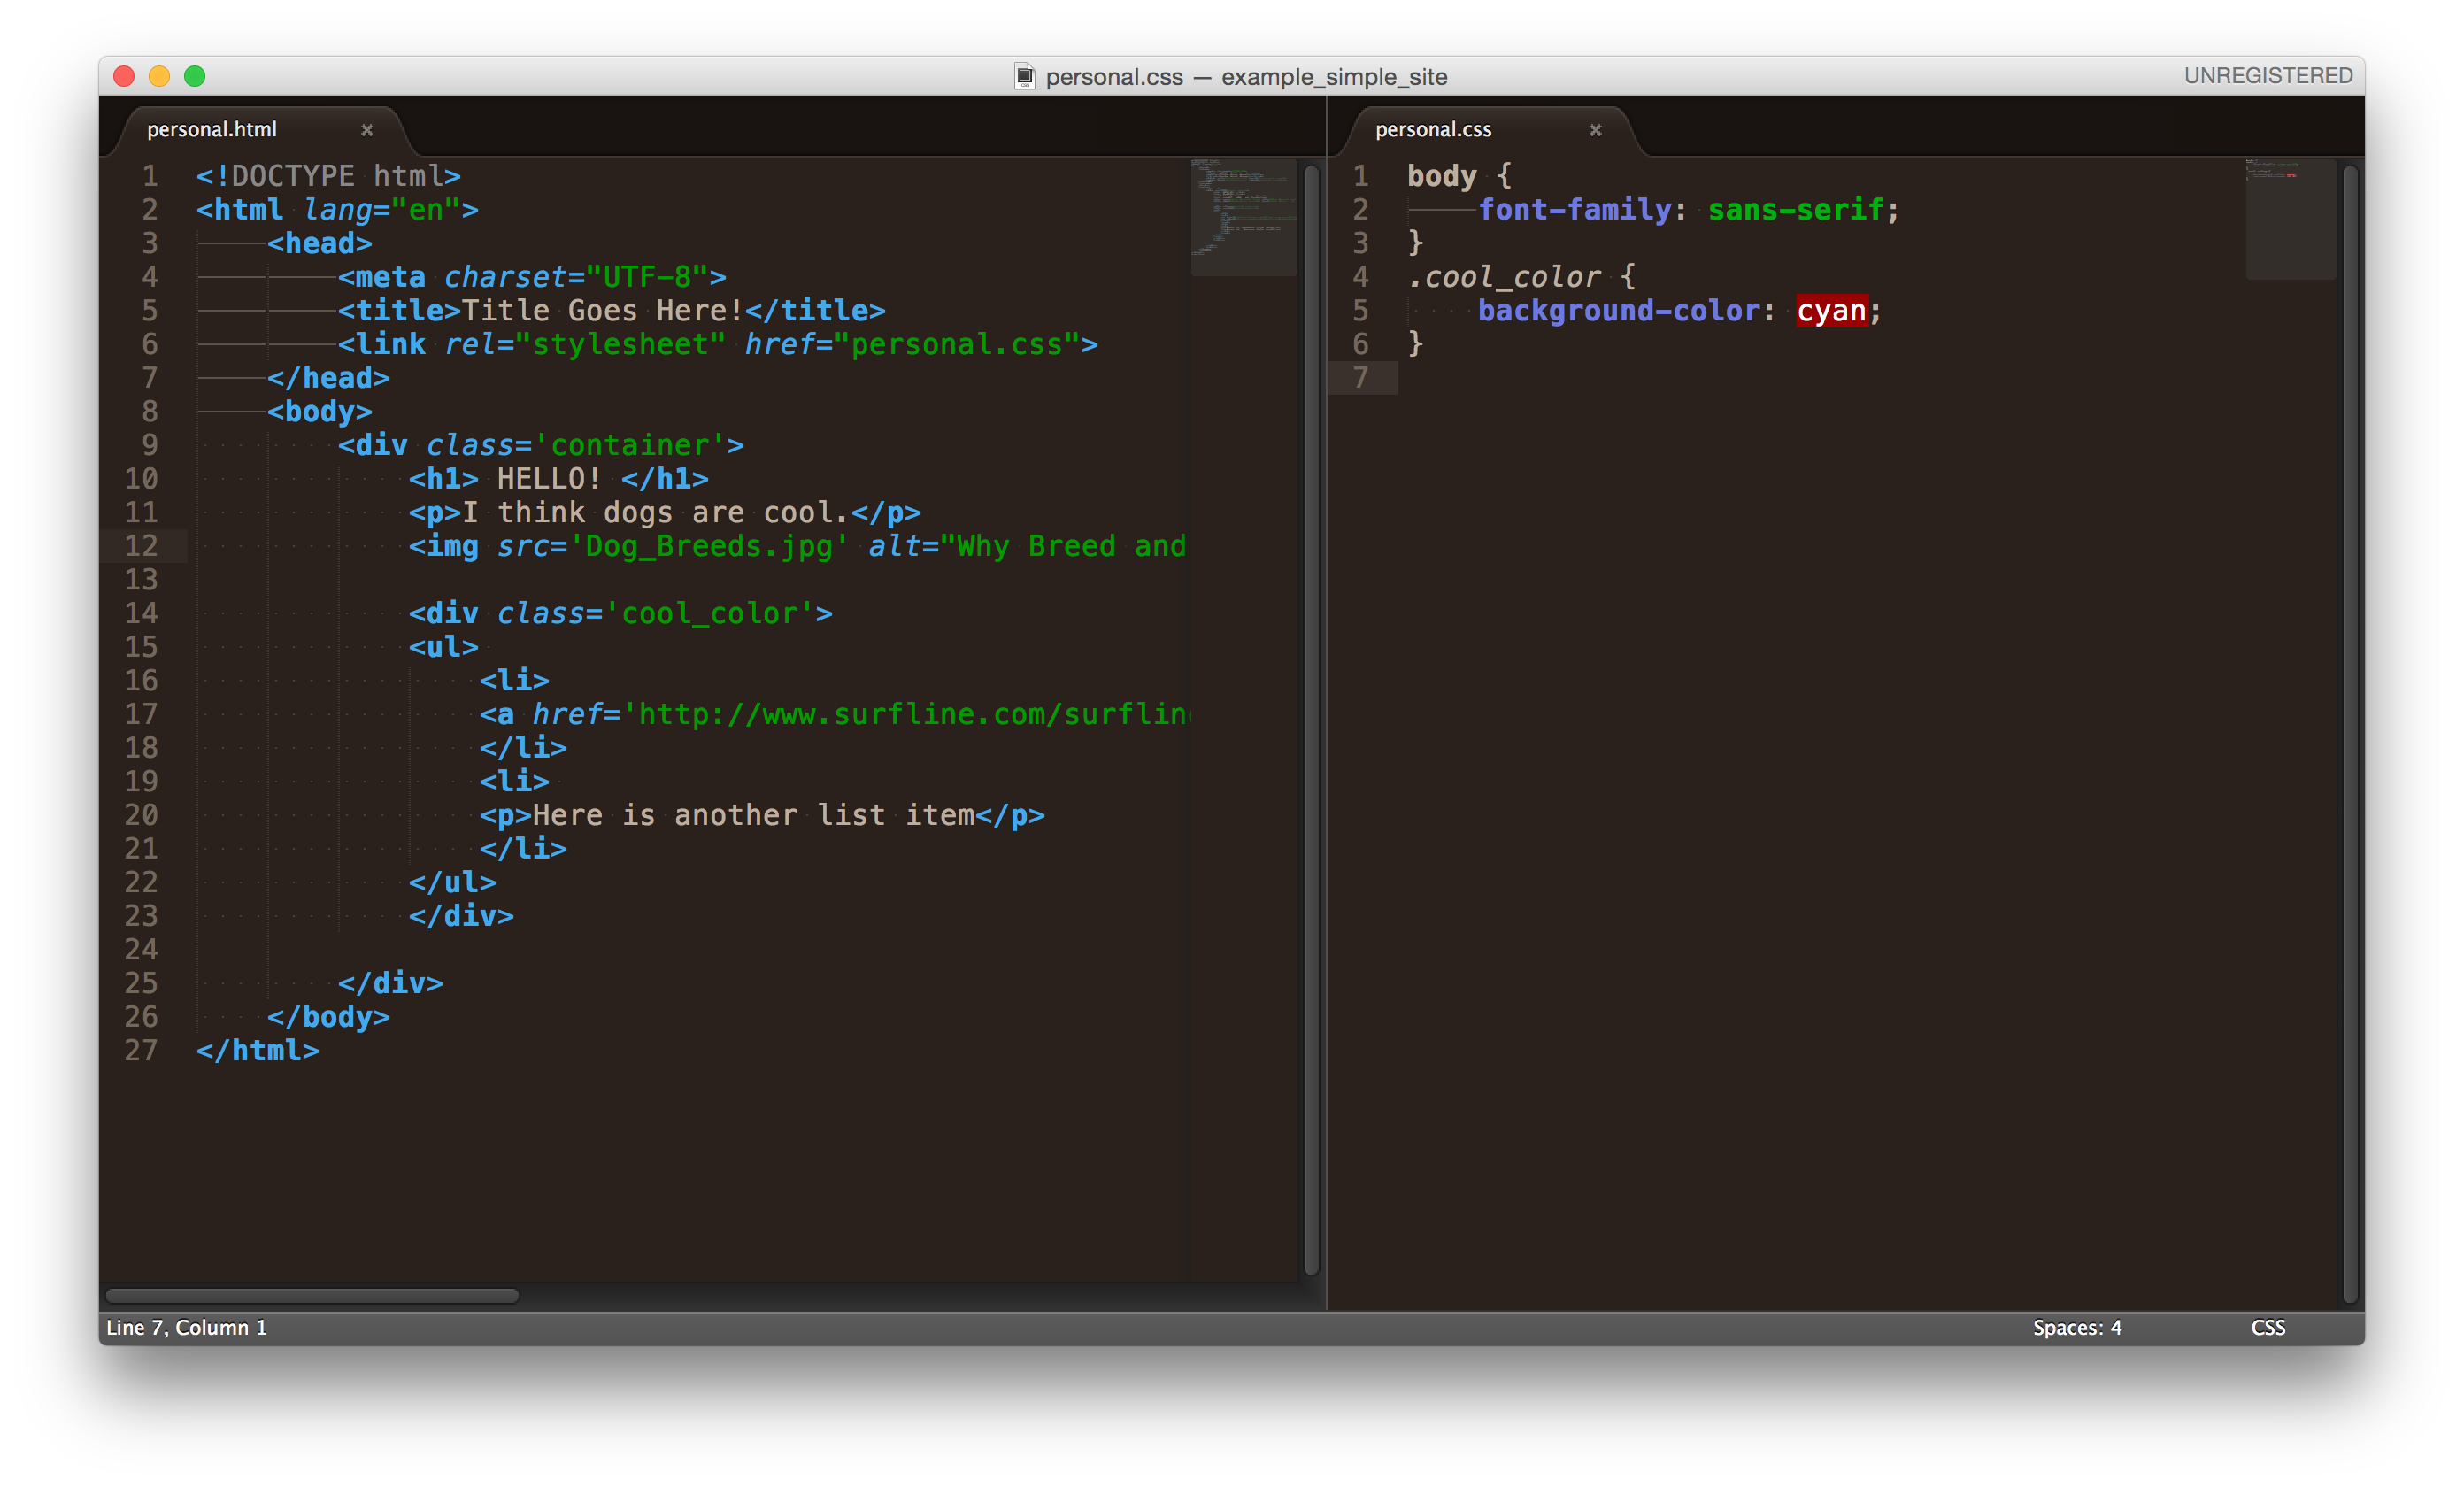 personal.css — example_simple_site
UNREGISTERED
personal.html
1 <!DOCTYPE html>
2 <html lang="en">
3 <head>
4 <meta charset="UTF-8">
5 <title>Title Goes Here!</title>
6 <link rel="stylesheet" href="personal.css">
7 </head>
8 <body>
9 <div class='container'>
10 <h1> HELLO! </h1>
11 <p>I think dogs are cool.</p>
12 <img src='Dog_Breeds.jpg' alt="Why Breed and
13
14 <div class='cool_color'>
15 <ul>
16 <li>
17 <a href='http://www.surfline.com/surflin
18 </li>
19 <li>
20 <p>Here is another list item</p>
21 </li>
22 </ul>
23 </div>
24
25 </div>
26 </body>
27 </html>
personal.css
1 body {
2 font-family: sans-serif;
3 }
4 .cool_color {
5 background-color: cyan;
6 }
7
Line 7, Column 1
Spaces: 4
CSS